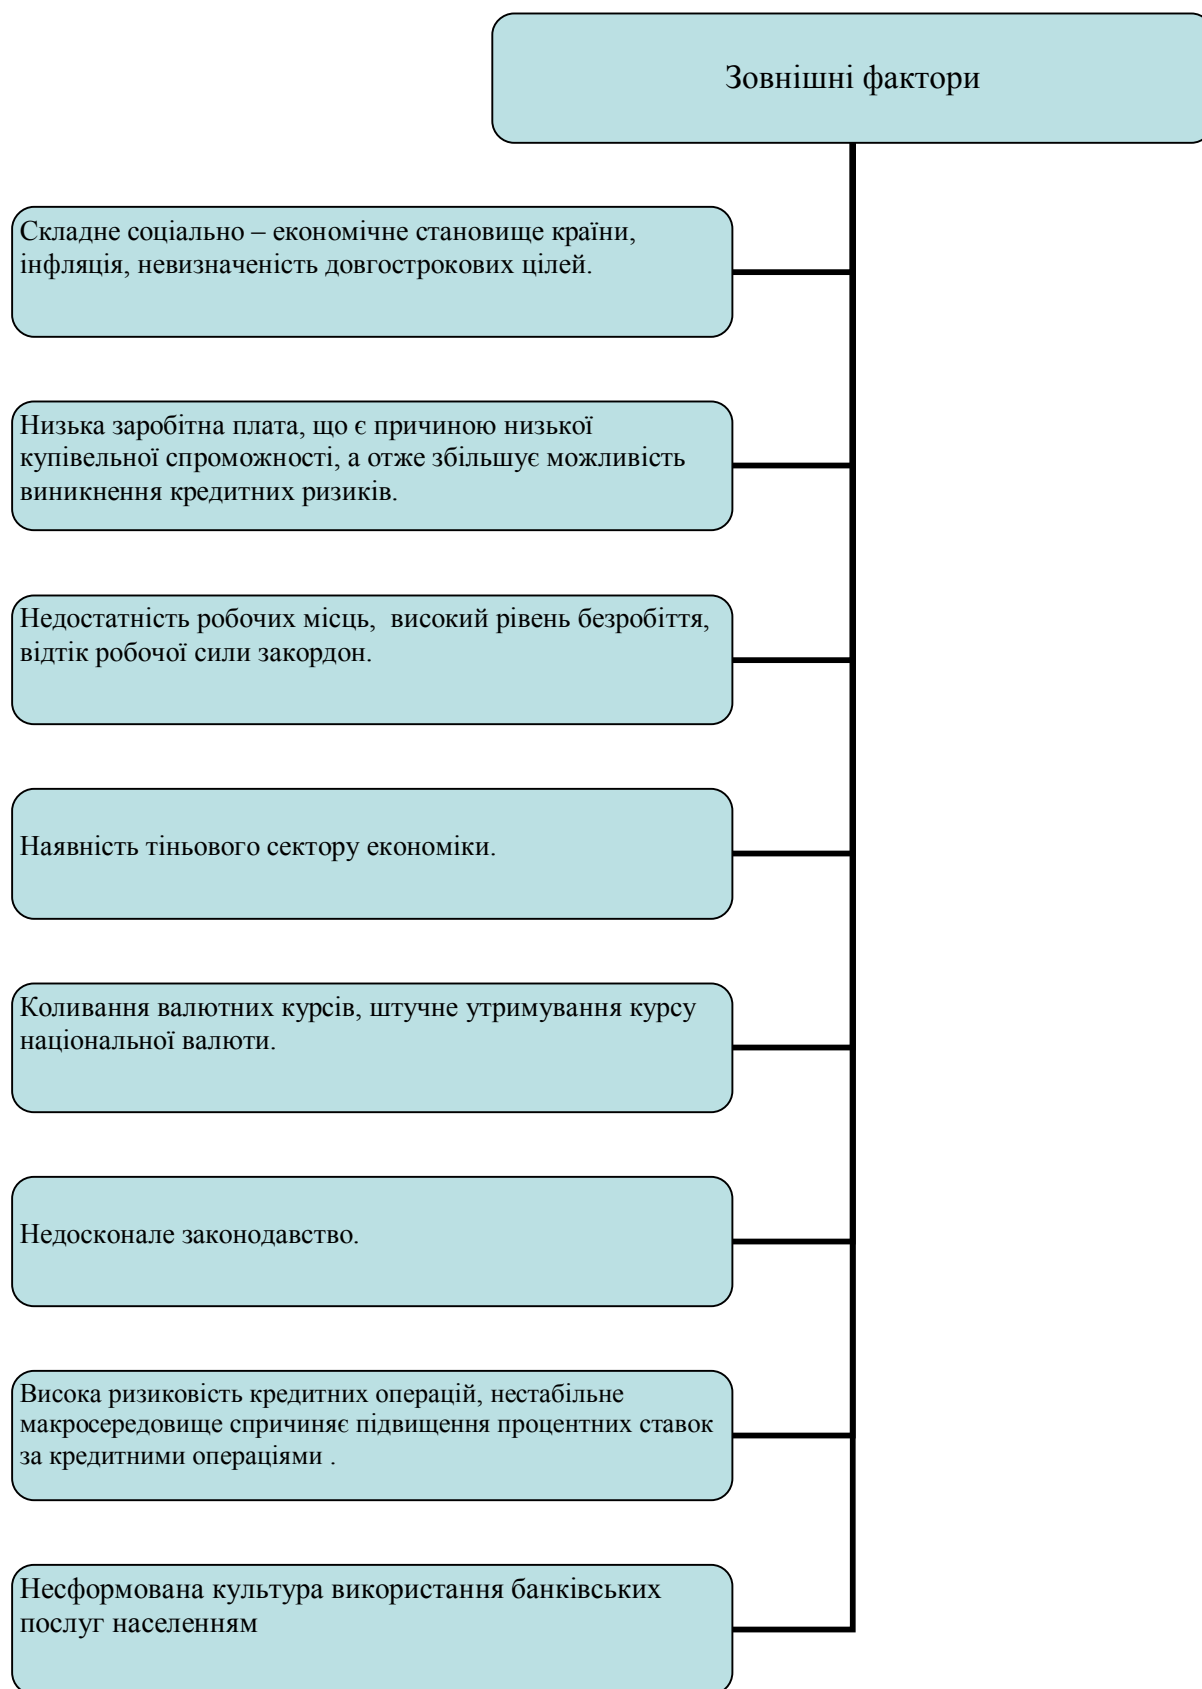 Зовнішні фактори
Складне соціально – економічне становище країни,
інфляція, невизначеність довгострокових цілей.
Низька заробітна плата, що є причиною низької
купівельної спроможності, а отже збільшує можливість
виникнення кредитних ризиків.
Недостатність робочих місць,  високий рівень безробіття,
відтік робочої сили закордон.
Наявність тіньового сектору економіки.
Коливання валютних курсів, штучне утримування курсу
національної валюти.
Недосконале законодавство.
Висока ризиковість кредитних операцій, нестабільне
макросередовище спричиняє підвищення процентних ставок
за кредитними операціями .
Несформована культура використання банківських
послуг населенням